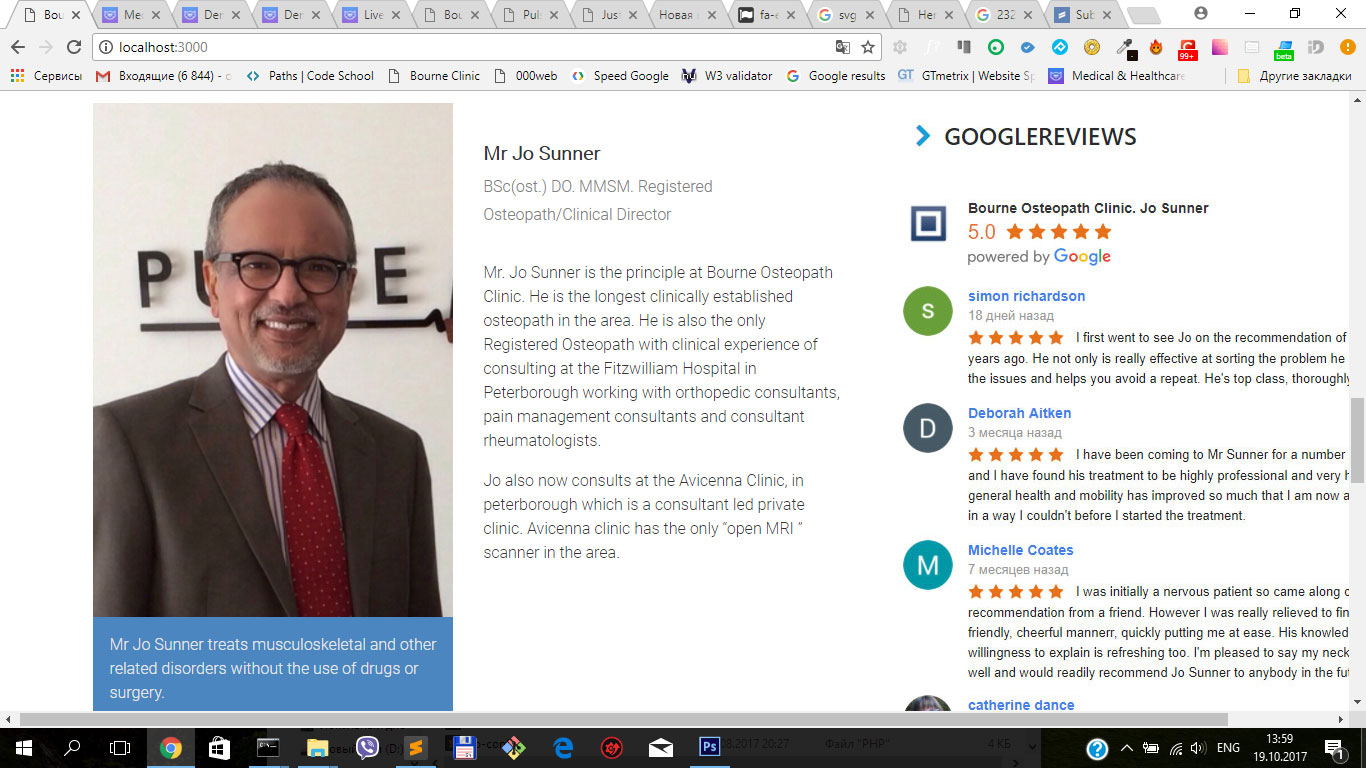 Bou
Med
Der
Der
Live
Bou
Pul
Jus
Новая
fa-e
svg
Her
232
Sub
localhost:3000
Сервисы
Входящие (6 844) -
Paths | Code School
Bourne Clinic
000web
Speed Google
W3 validator
Google results
GTmetrix | Website Sp
Medical & Healthcare
Другие закладки
99+
beta
PU E
Mr Jo Sunner
BSc(ost.) DO. MMSM. Registered
Osteopath/Clinical Director
Mr. Jo Sunner is the principle at Bourne Osteopath
Clinic. He is the longest clinically established
osteopath in the area. He is also the only
Registered Osteopath with clinical experience of
consulting at the Fitzwilliam Hospital in
Peterborough working with orthopedic consultants,
pain management consultants and consultant
rheumatologists.
Jo also now consults at the Avicenna Clinic, in
peterborough which is a consultant led private
clinic. Avicenna clinic has the only “open MRI ”
scanner in the area.
Mr Jo Sunner treats musculoskeletal and other
related disorders without the use of drugs or
surgery.
GOOGLEREVIEWS
Bourne Osteopath Clinic. Jo Sunner
5.0
powered by Google
s
simon richardson
18 дней назад
I first went to see Jo on the recommendation of
years ago. He not only is really effective at sorting the problem he
the issues and helps you avoid a repeat. He's top class, thoroughly
D
Deborah Aitken
3 месяца назад
I have been coming to Mr Sunner for a number
and I have found his treatment to be highly professional and very h
general health and mobility has improved so much that I am now a
in a way I couldn't before I started the treatment.
M
Michelle Coates
7 месяцев назад
I was initially a nervous patient so came along o
recommendation from a friend. However I was really relieved to fin
friendly, cheerful mannerr, quickly putting me at ease. His knowled
willingness to explain is refreshing too. I'm pleased to say my neck
well and would readily recommend Jo Sunner to anybody in the fut
catherine dance
08.2017 20:27
Файл "PHP"
4 КБ
Ps
ENG
13:59
19.10.2017
1